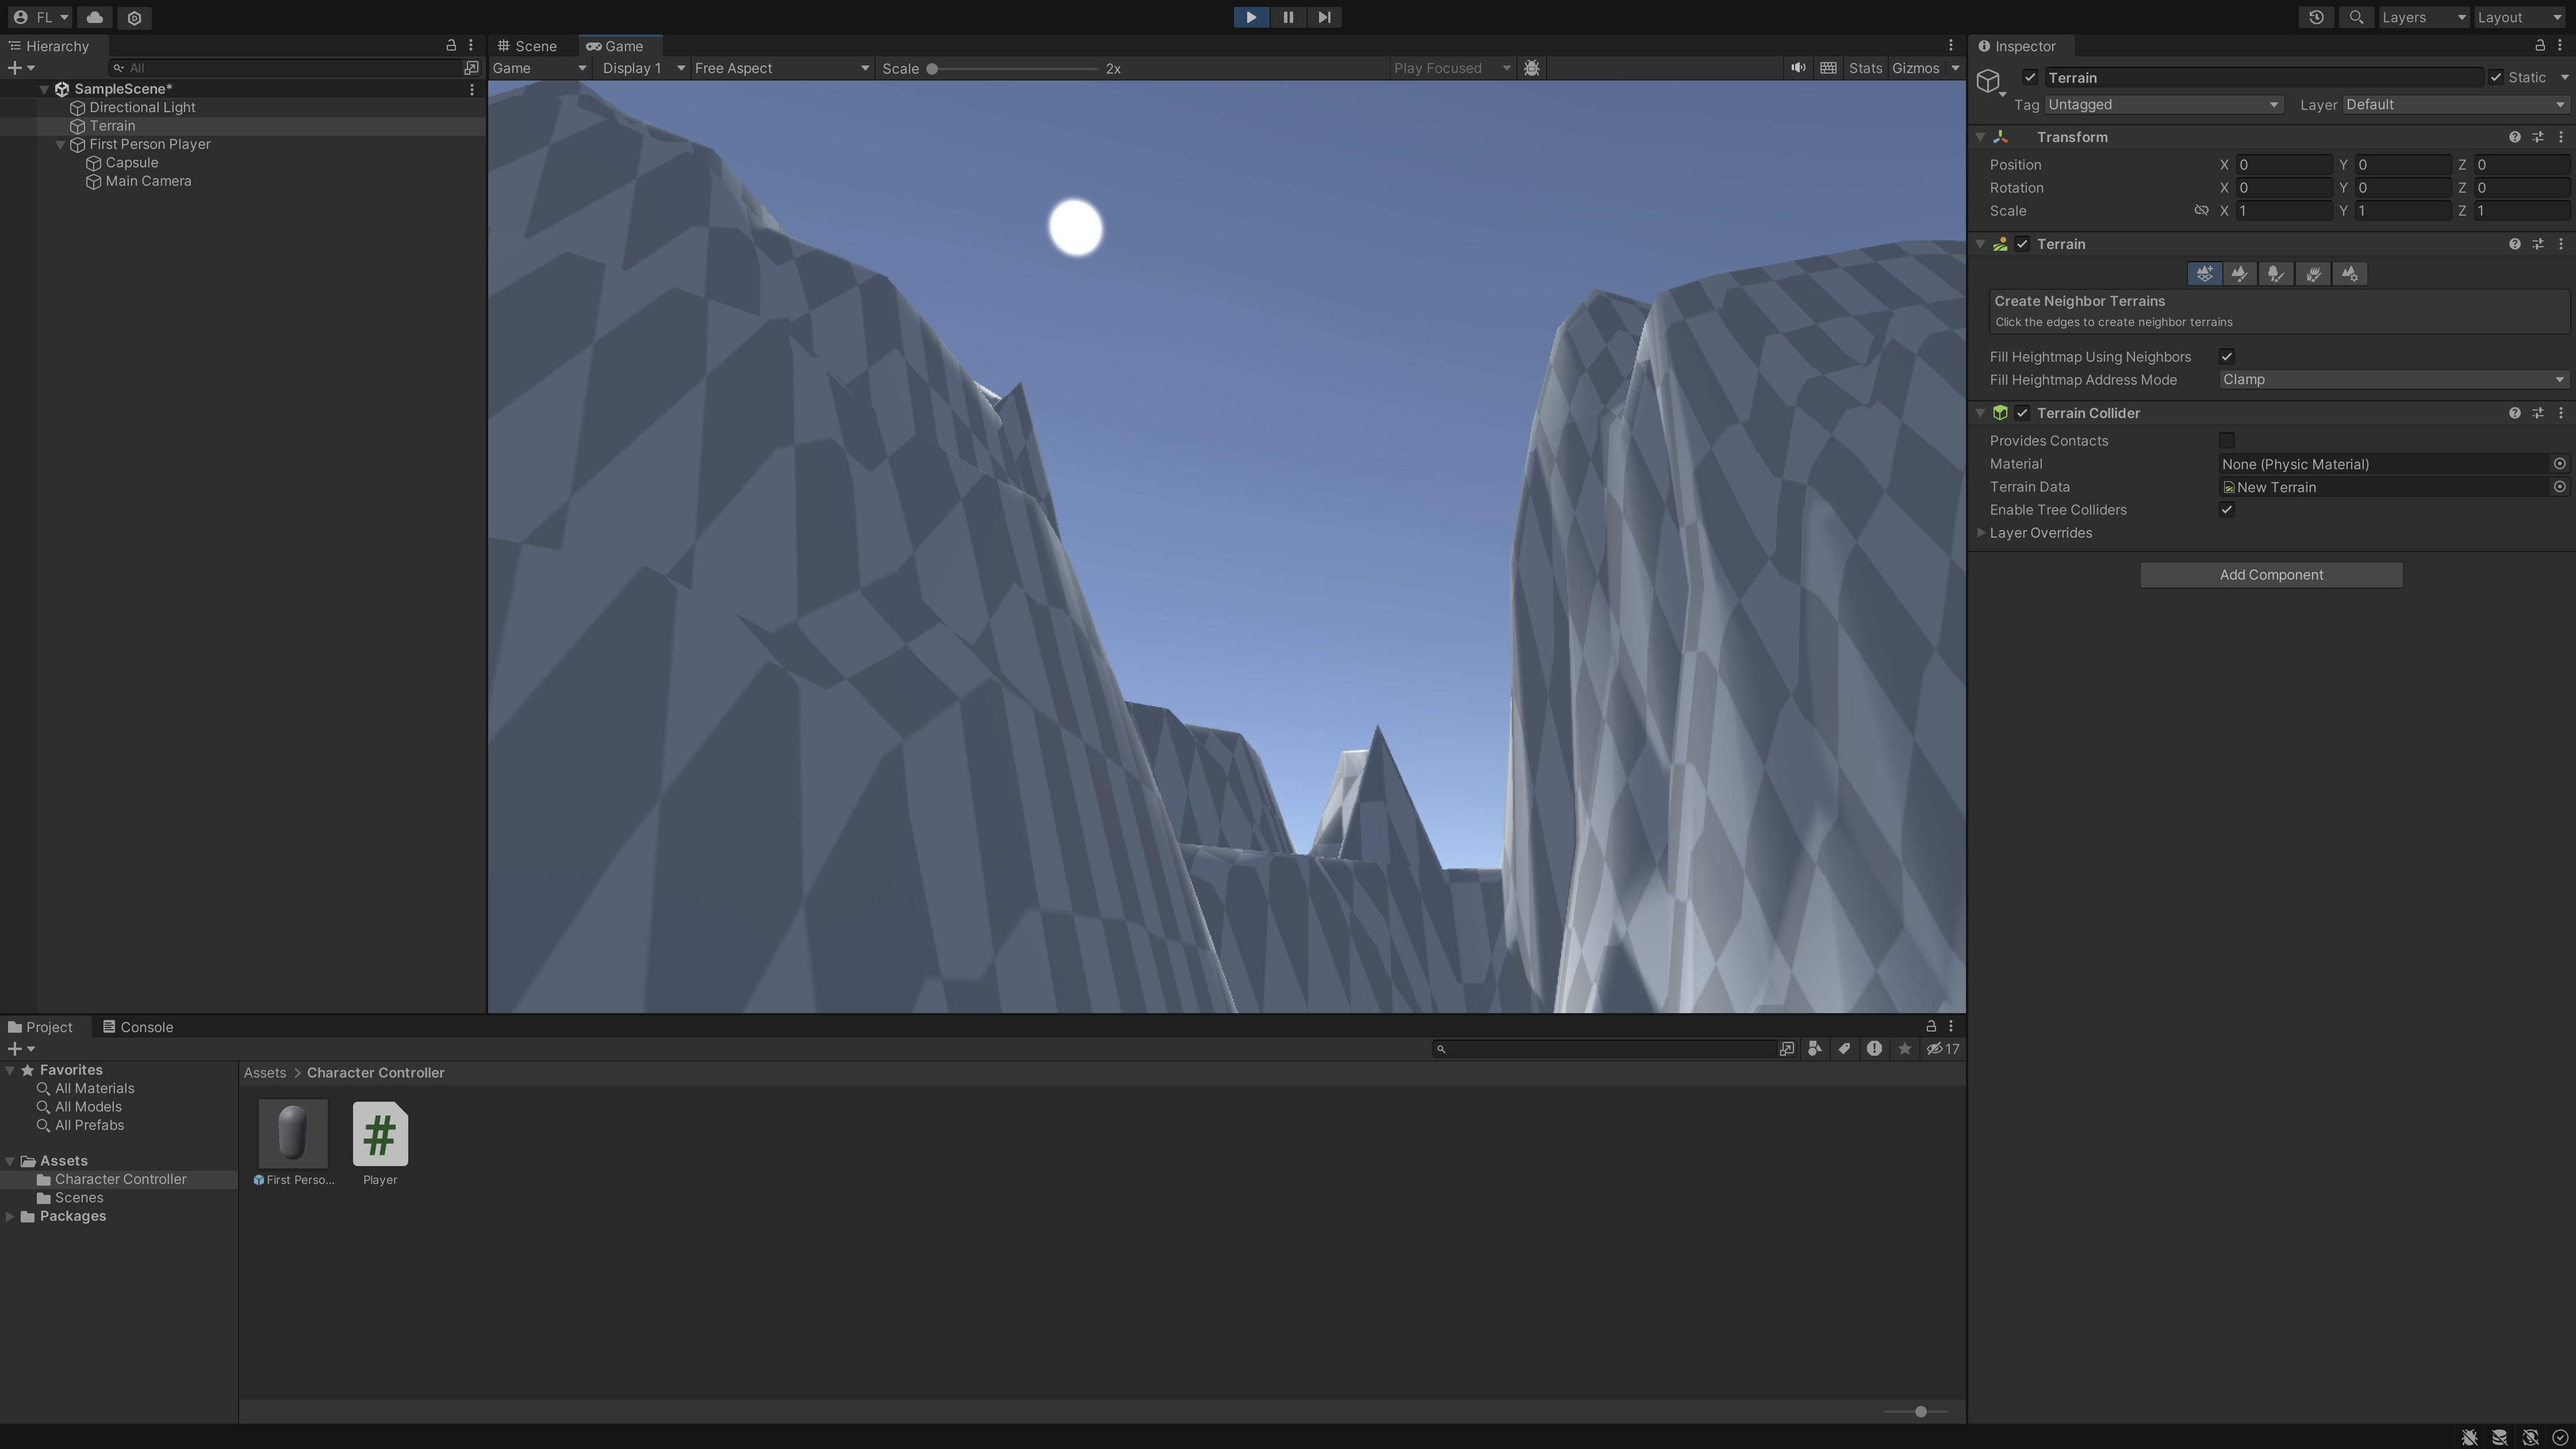 FL
Layers
Layout
Hierarchy
All
SampleScene*
Directional Light
Terrain
First Person Player
Capsule
Main Camera
Scene
Game
Game
Display 1
Free Aspect
Scale
2x
Play Focused
Stats
Gizmos
Inspector
Terrain
Static
Tag
Untagged
Layer
Default
Transform
Position X 0 Y 0 Z 0
Rotation X 0 Y 0 Z 0
Scale X 1 Y 1 Z 1
Terrain
Create Neighbor Terrains
Click the edges to create neighbor terrains
Fill Heightmap Using Neighbors
Fill Heightmap Address Mode Clamp
Terrain Collider
Provides Contacts
Material None (Physic Material)
Terrain Data New Terrain
Enable Tree Colliders
Layer Overrides
Add Component
Project
Console
17
Favorites
All Materials
All Models
All Prefabs
Assets
Character Controller
Scenes
Packages
Assets > Character Controller
First Perso...
#
Player